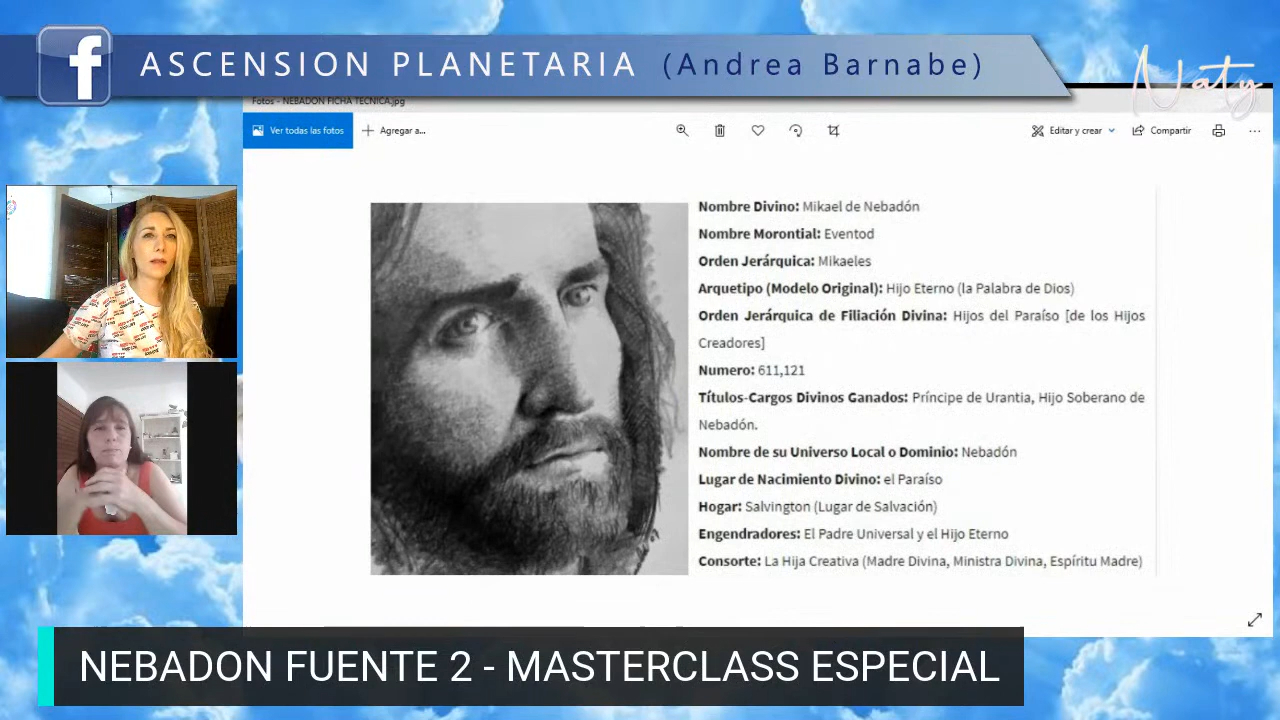 f ASCENSION PLANETARIA (Andrea Barnabe)
Naty
Fotos - NEBADON FICHA TECNICA.jpg
Ver todas las fotos
Agregar a...
Editar y crear
Compartir
Nombre Divino: Mikael de Nebadón
Nombre Morontial: Eventod
Orden Jerárquica: Mikaeles
Arquetipo (Modelo Original): Hijo Eterno (la Palabra de Dios)
Orden Jerárquica de Filiación Divina: Hijos del Paraíso [de los Hijos
Creadores]
Numero: 611,121
Títulos-Cargos Divinos Ganados: Príncipe de Urantia, Hijo Soberano de
Nebadón.
Nombre de su Universo Local o Dominio: Nebadón
Lugar de Nacimiento Divino: el Paraíso
Hogar: Salvington (Lugar de Salvación)
Engendradores: El Padre Universal y el Hijo Eterno
Consorte: La Hija Creativa (Madre Divina, Ministra Divina, Espíritu Madre)
NEBADON FUENTE 2 - MASTERCLASS ESPECIAL